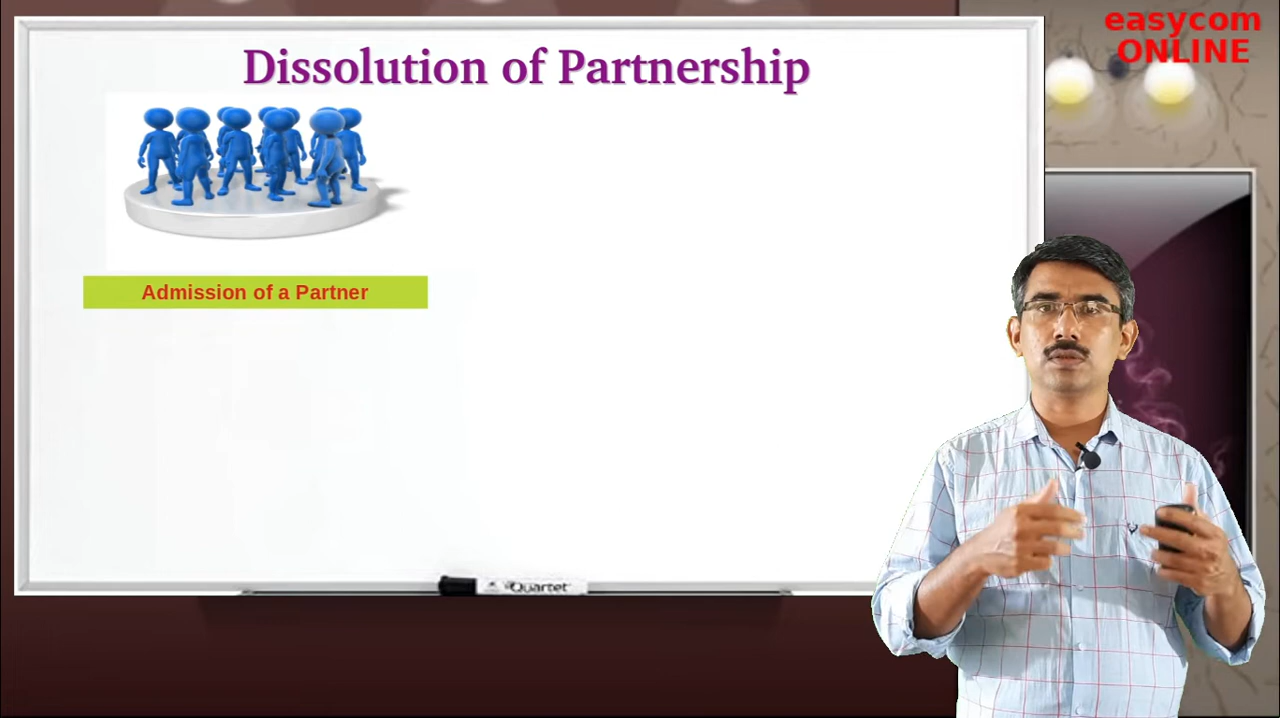 easycom
ONLINE
Dissolution of Partnership
Admission of a Partner
Quartet